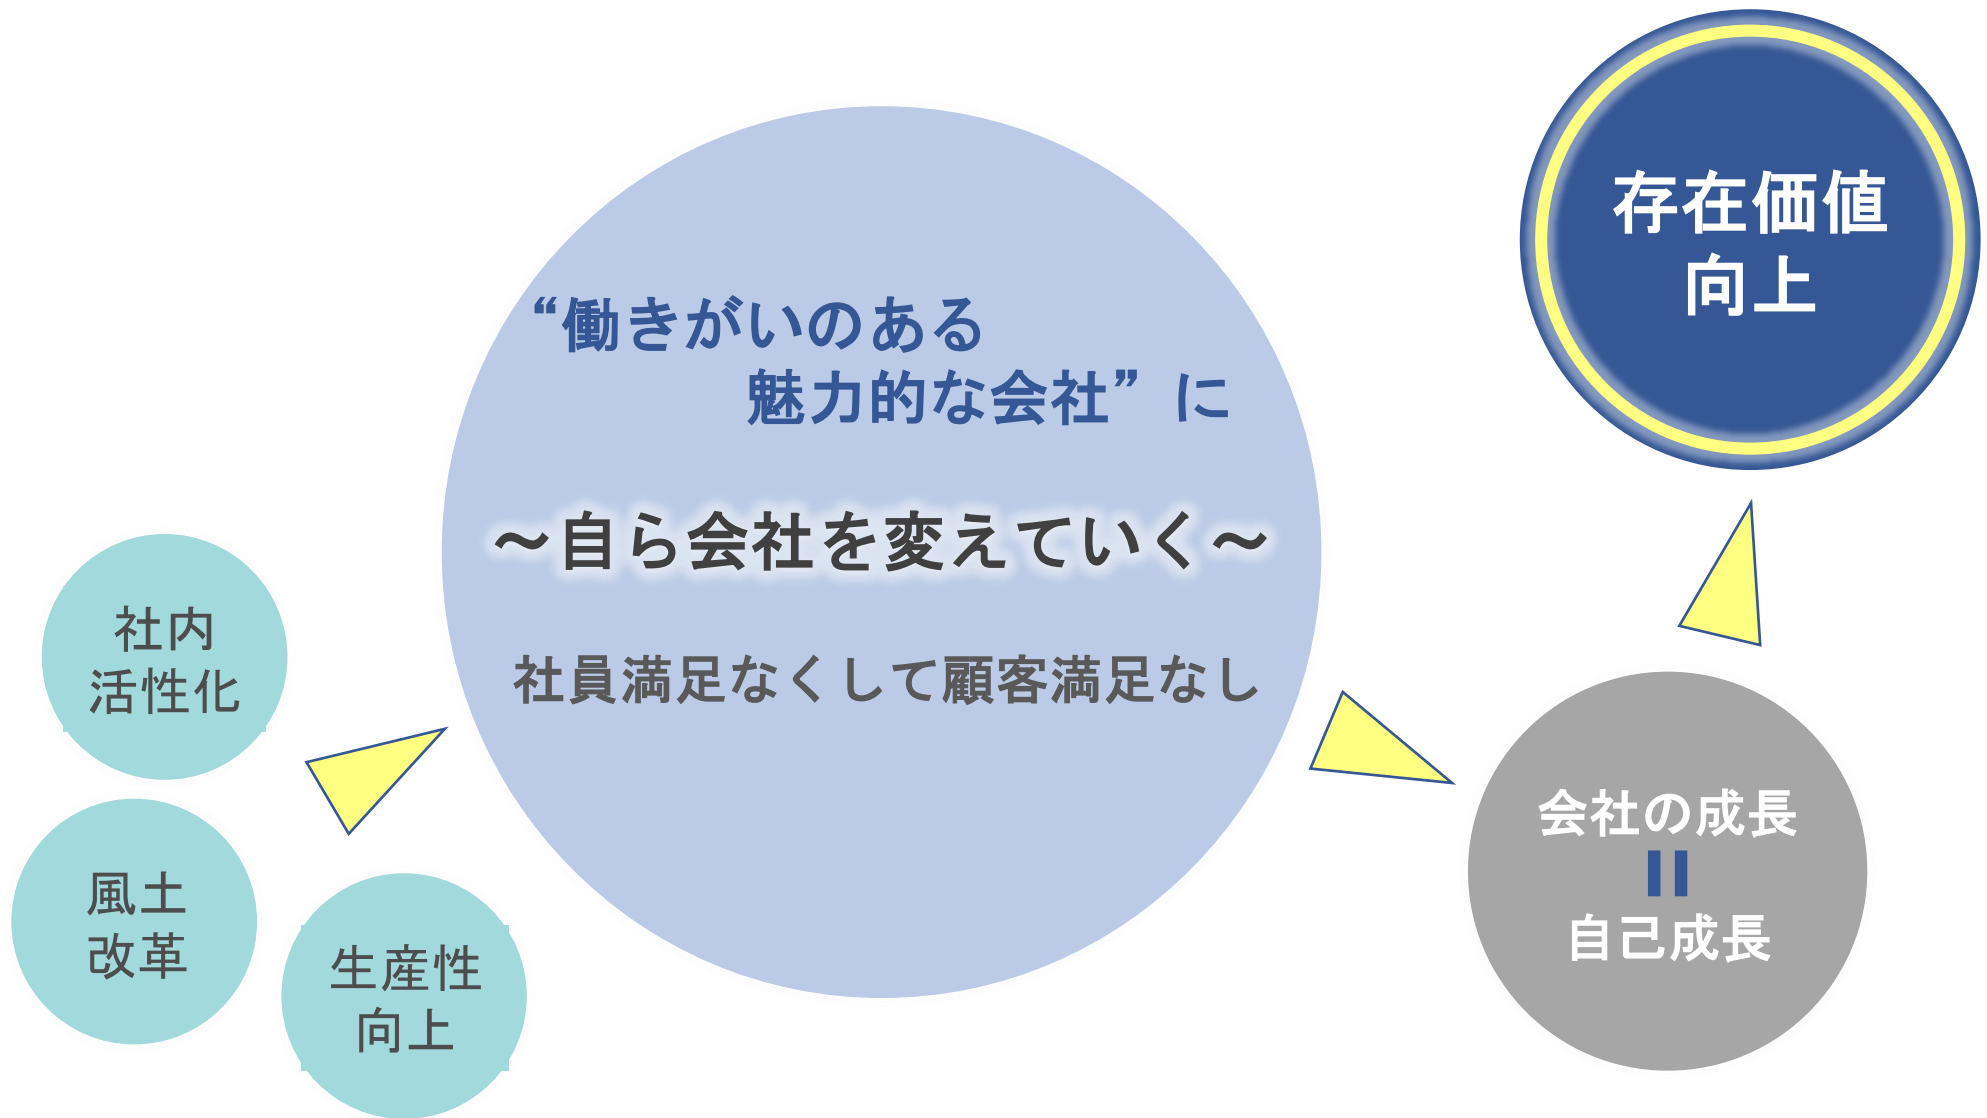 社内
活性化
風土
改革
生産性
向上
“働きがいのある
魅力的な会社”に
～自ら会社を変えていく～
社員満足なくして顧客満足なし
会社の成長
＝
自己成長
存在価値
向上